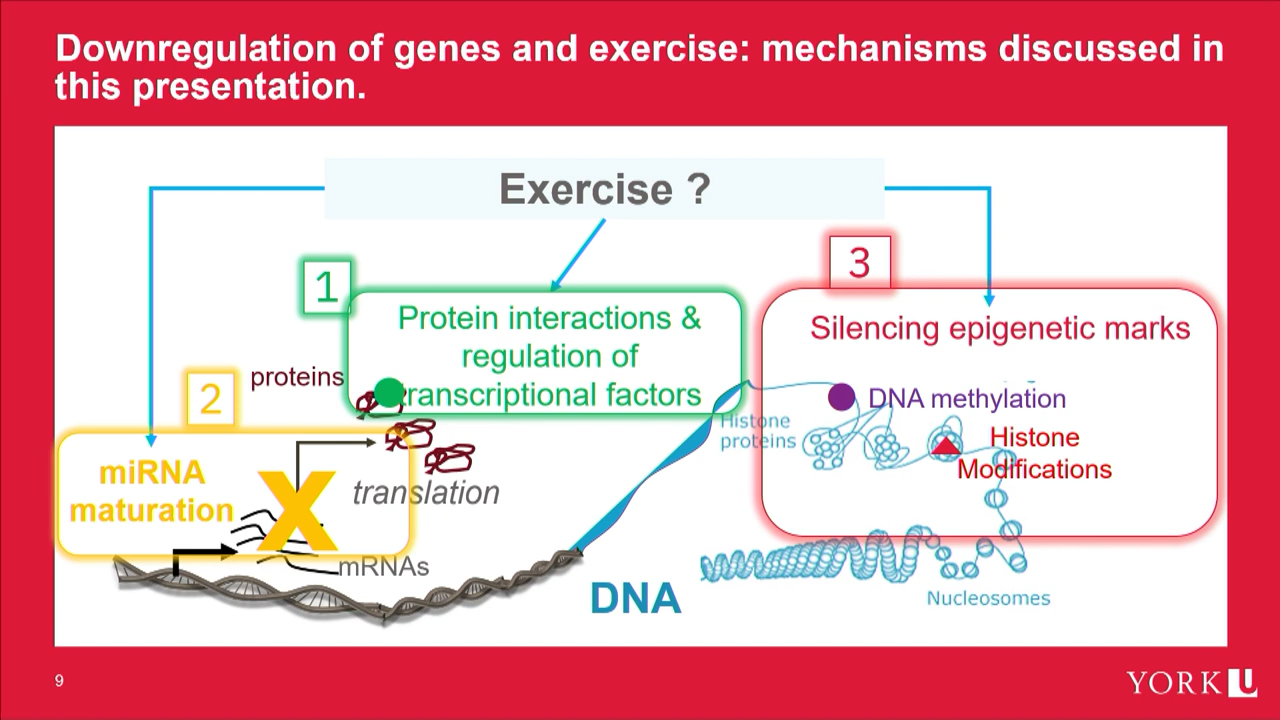 Downregulation of genes and exercise: mechanisms discussed in
this presentation.
Exercise ?
1
Protein interactions &
regulation of
transcriptional factors
2
proteins
miRNA
maturation
X
translation
mRNAs
DNA
3
Silencing epigenetic marks
DNA methylation
Histone
proteins
Histone
Modifications
Nucleosomes
9
YORK U